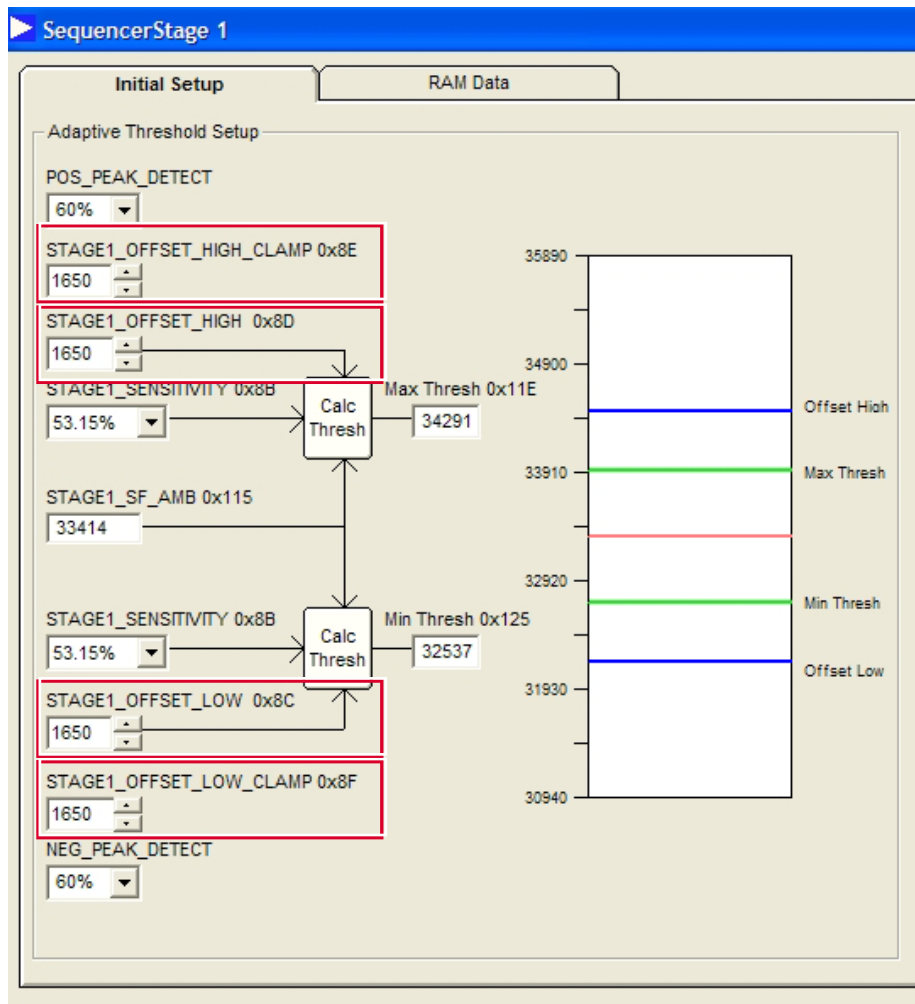 SequencerStage 1
Initial Setup
RAM Data
Adaptive Threshold Setup
POS_PEAK_DETECT
60%
STAGE1_OFFSET_HIGH_CLAMP 0x8E
1650
STAGE1_OFFSET_HIGH 0x8D
1650
STAGE1_SENSITIVITY 0x8B
53.15%
Calc
Thresh
Max Thresh 0x11E
34291
STAGE1_SF_AMB 0x115
33414
STAGE1_SENSITIVITY 0x8B
53.15%
Calc
Thresh
Min Thresh 0x125
32537
STAGE1_OFFSET_LOW 0x8C
1650
STAGE1_OFFSET_LOW_CLAMP 0x8F
1650
NEG_PEAK_DETECT
60%
35890
34900
33910
32920
31930
30940
Offset High
Max Thresh
Min Thresh
Offset Low